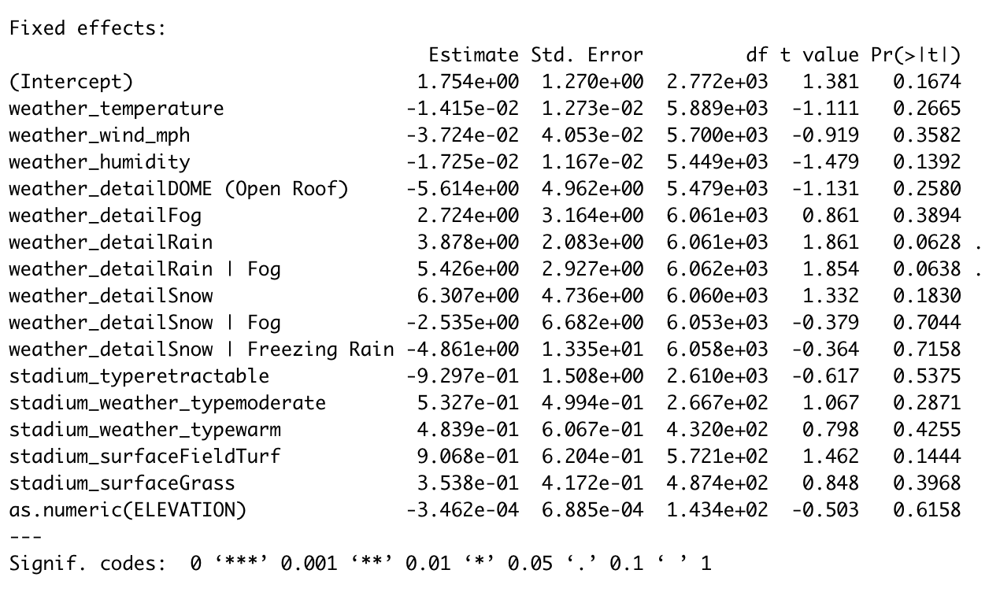 Fixed effects:
Estimate Std. Error df t value Pr(>|t|)
(Intercept) 1.754e+00 1.270e+00 2.772e+03 1.381 0.1674
weather_temperature -1.415e-02 1.273e-02 5.889e+03 -1.111 0.2665
weather_wind_mph -3.724e-02 4.053e-02 5.700e+03 -0.919 0.3582
weather_humidity -1.725e-02 1.167e-02 5.449e+03 -1.479 0.1392
weather_detailDOME (Open Roof) -5.614e+00 4.962e+00 5.479e+03 -1.131 0.2580
weather_detailFog 2.724e+00 3.164e+00 6.061e+03 0.861 0.3894
weather_detailRain 3.878e+00 2.083e+00 6.061e+03 1.861 0.0628 .
weather_detailRain | Fog 5.426e+00 2.927e+00 6.062e+03 1.854 0.0638 .
weather_detailSnow 6.307e+00 4.736e+00 6.060e+03 1.332 0.1830
weather_detailSnow | Fog -2.535e+00 6.682e+00 6.053e+03 -0.379 0.7044
weather_detailSnow | Freezing Rain -4.861e+00 1.335e+01 6.058e+03 -0.364 0.7158
stadium_typeretractable -9.297e-01 1.508e+00 2.610e+03 -0.617 0.5375
stadium_weather_typemoderate 5.327e-01 4.994e-01 2.667e+02 1.067 0.2871
stadium_weather_typewarm 4.839e-01 6.067e-01 4.320e+02 0.798 0.4255
stadium_surfaceFieldTurf 9.068e-01 6.204e-01 5.721e+02 1.462 0.1444
stadium_surfaceGrass 3.538e-01 4.172e-01 4.874e+02 0.848 0.3968
as.numeric(ELEVATION) -3.462e-04 6.885e-04 1.434e+02 -0.503 0.6158
---
Signif. codes: 0 ‘***’ 0.001 ‘**’ 0.01 ‘*’ 0.05 ‘.’ 0.1 ‘ ’ 1